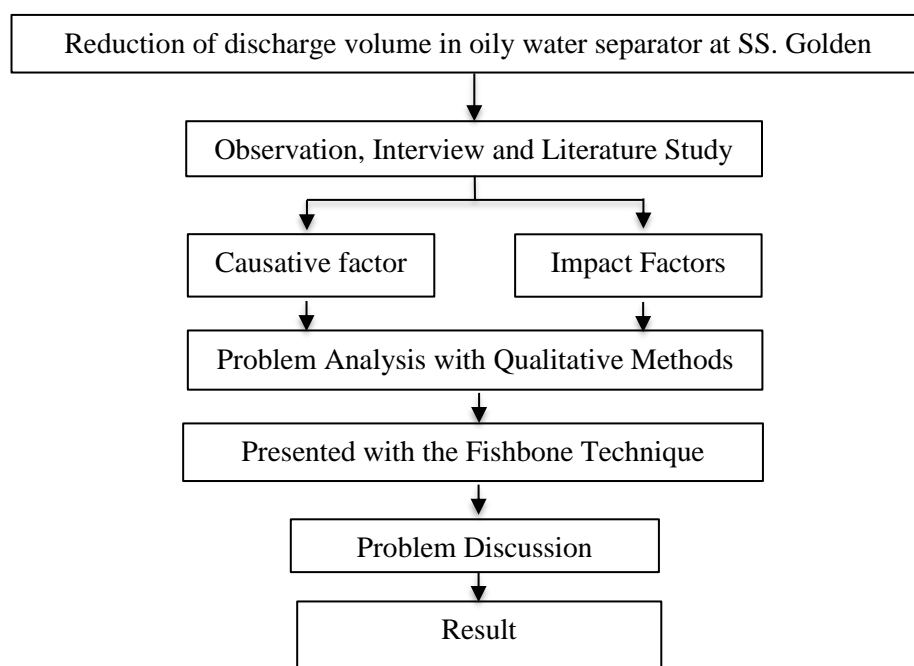 Reduction of discharge volume in oily water separator at SS. Golden
Observation, Interview and Literature Study
Causative factor
Impact Factors
Problem Analysis with Qualitative Methods
Presented with the Fishbone Technique
Problem Discussion
Result